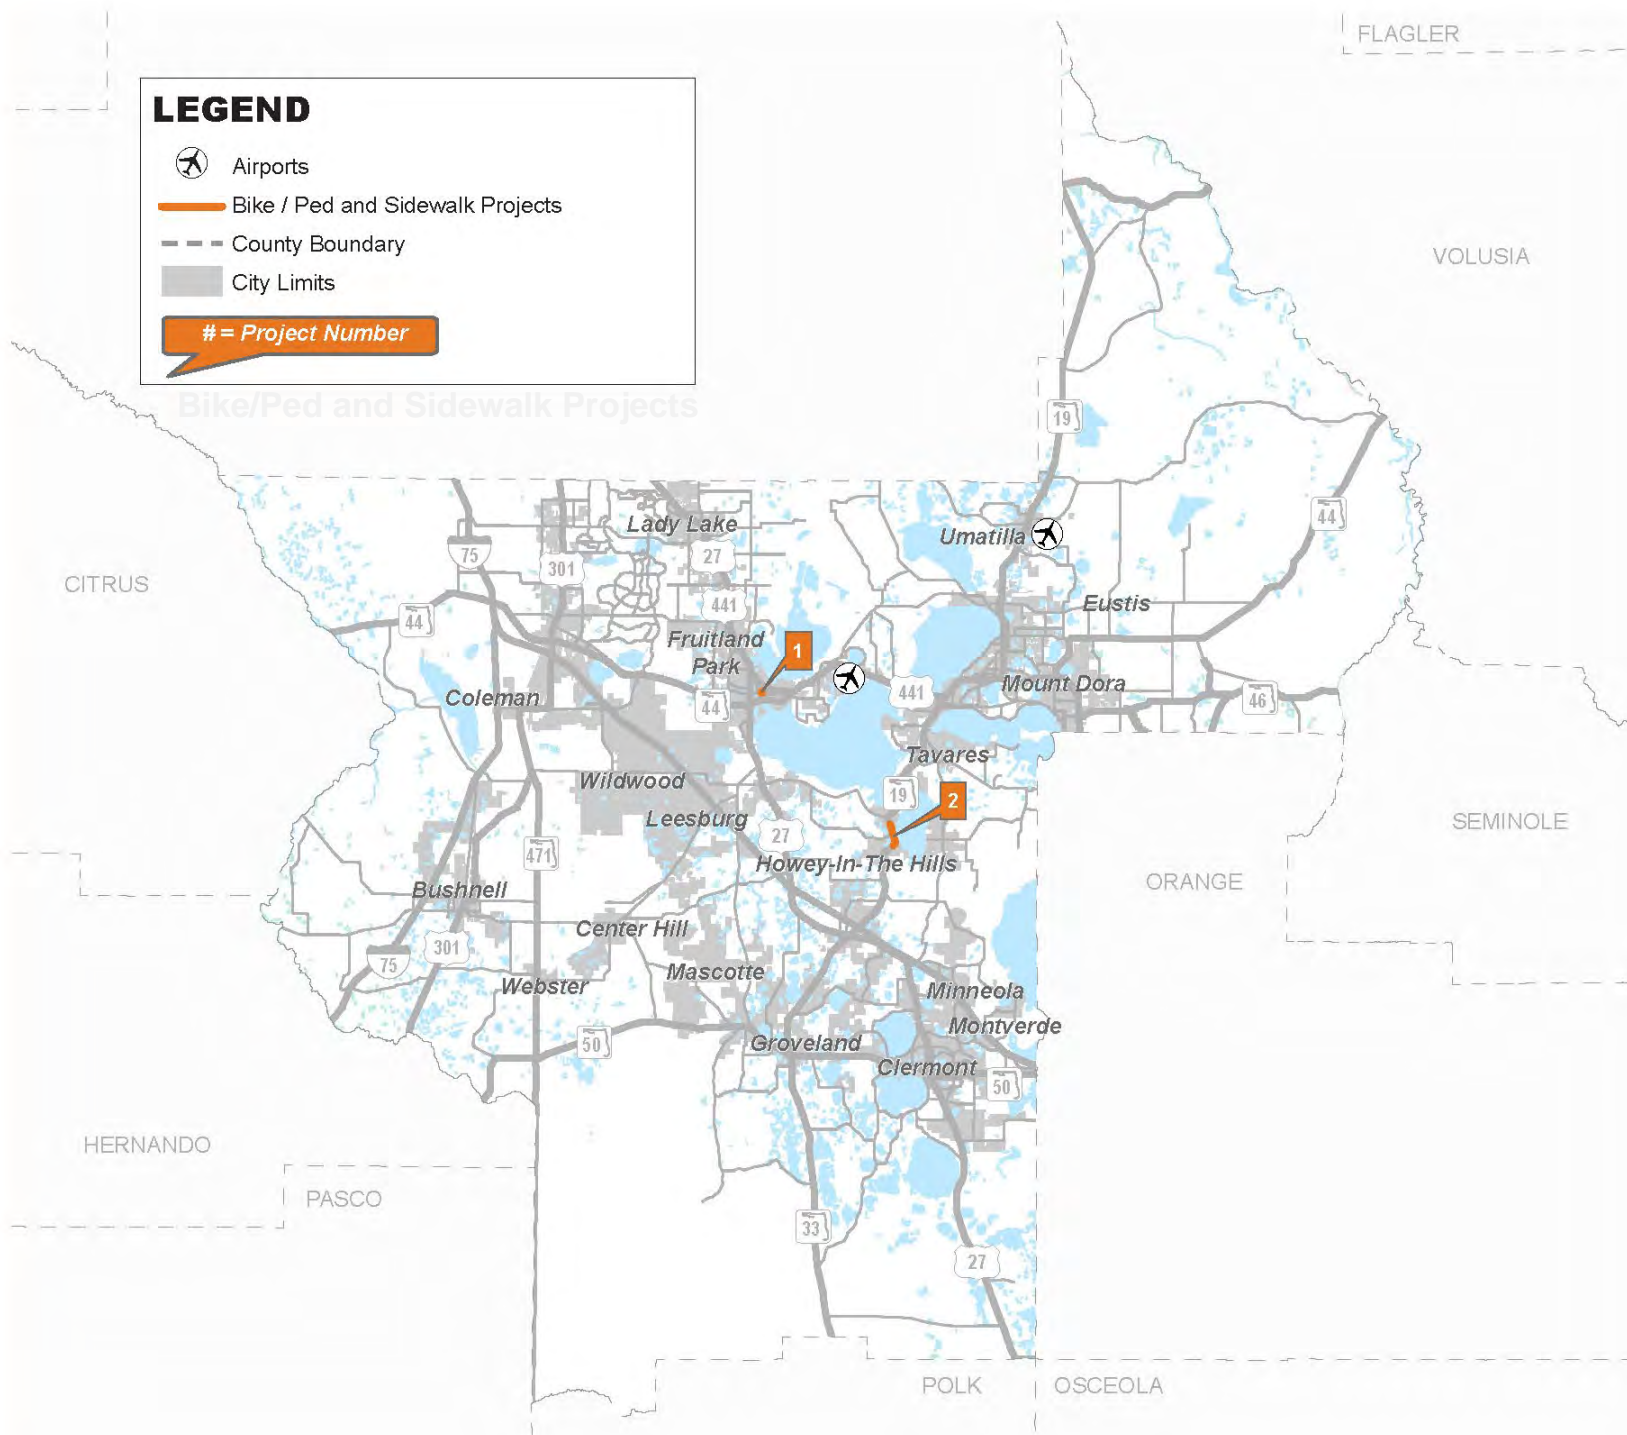 FLAGLER
LEGEND
Airports
Bike / Ped and Sidewalk Projects
County Boundary
City Limits
# = Project Number
Bike/Ped and Sidewalk Projects
VOLUSIA
19
44
Lady Lake
Umatilla
75
301
27
CITRUS
441
Eustis
44
Fruitland
Park
1
Coleman
44
441
Mount Dora
46
Tavares
Wildwood
19
2
Leesburg
27
SEMINOLE
471
Howey-In-The Hills
ORANGE
Bushnell
Center Hill
301
75
Mascotte
Webster
Minneola
Montverde
50
Groveland
Clermont
50
HERNANDO
PASCO
33
27
POLK
OSCEOLA